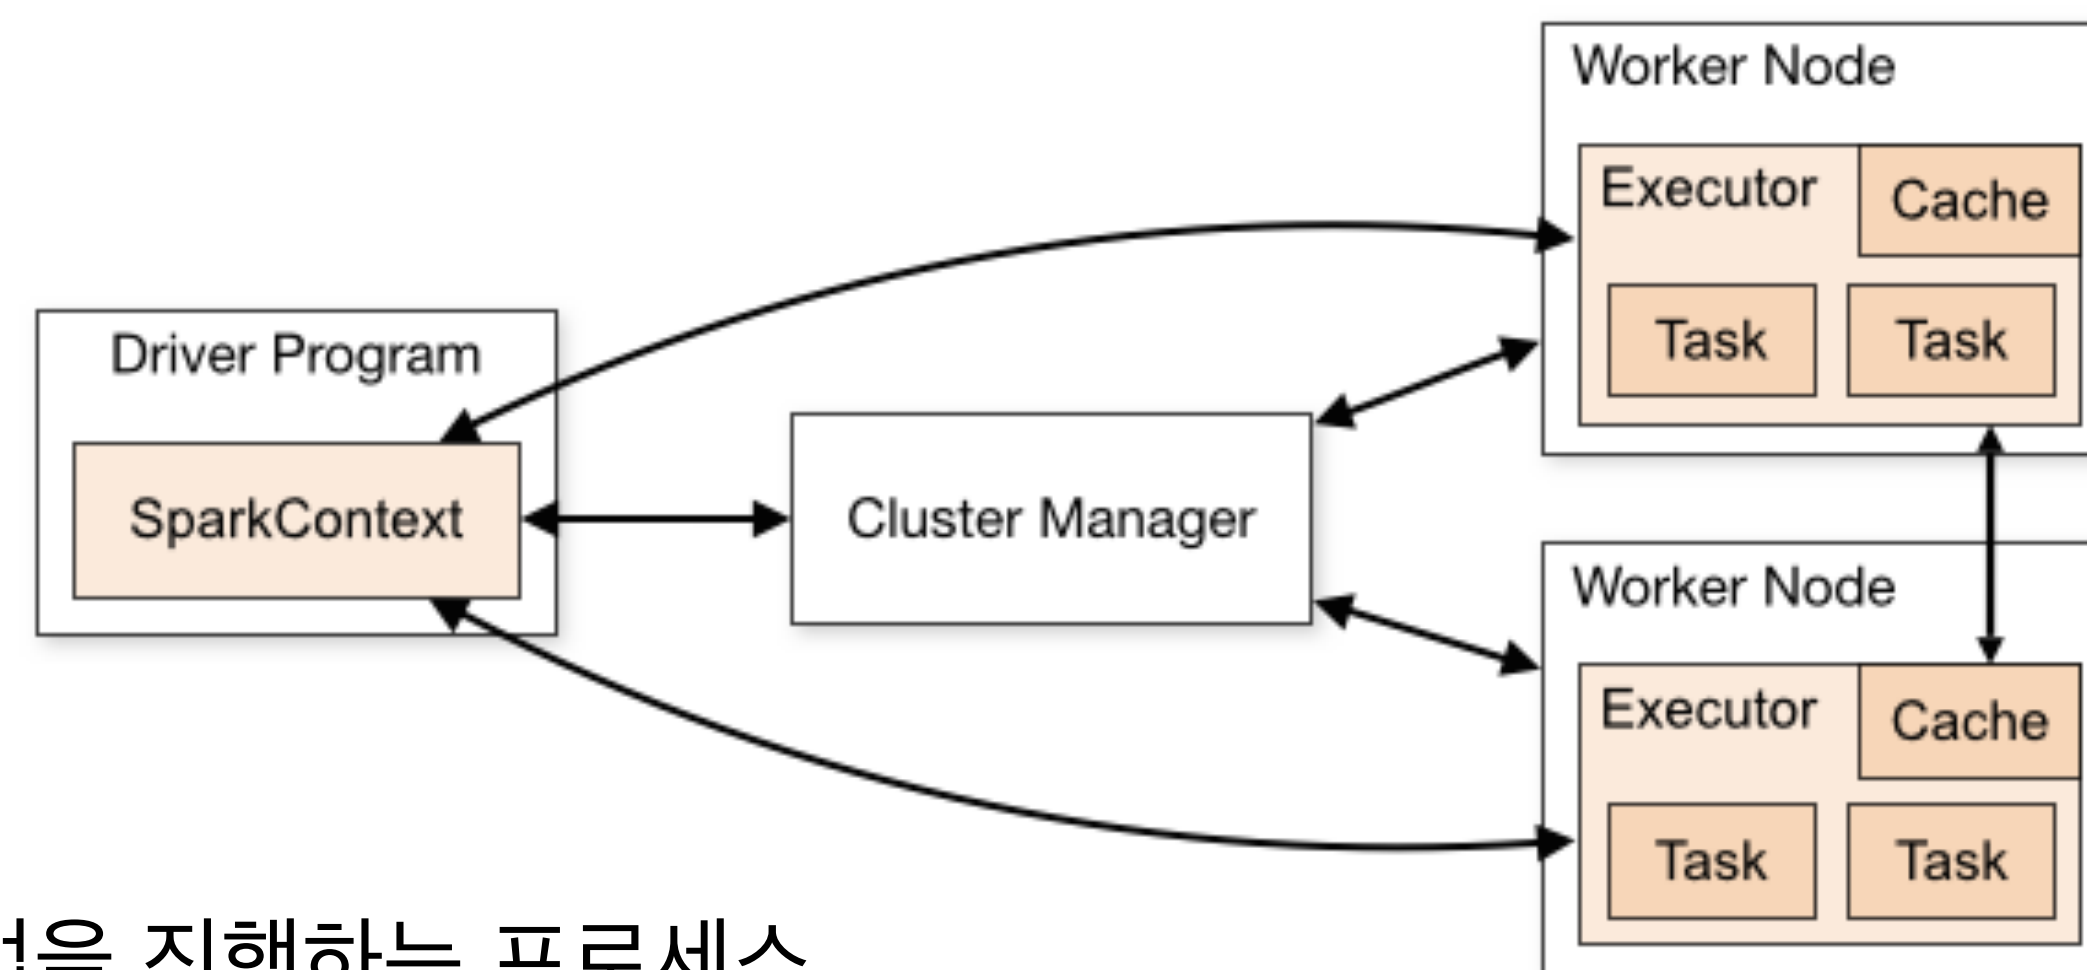 Worker Node
Executor
Cache
Task
Task
Driver Program
SparkContext
Cluster Manager
Worker Node
Executor
Cache
Task
Task
진행하는 프로세스